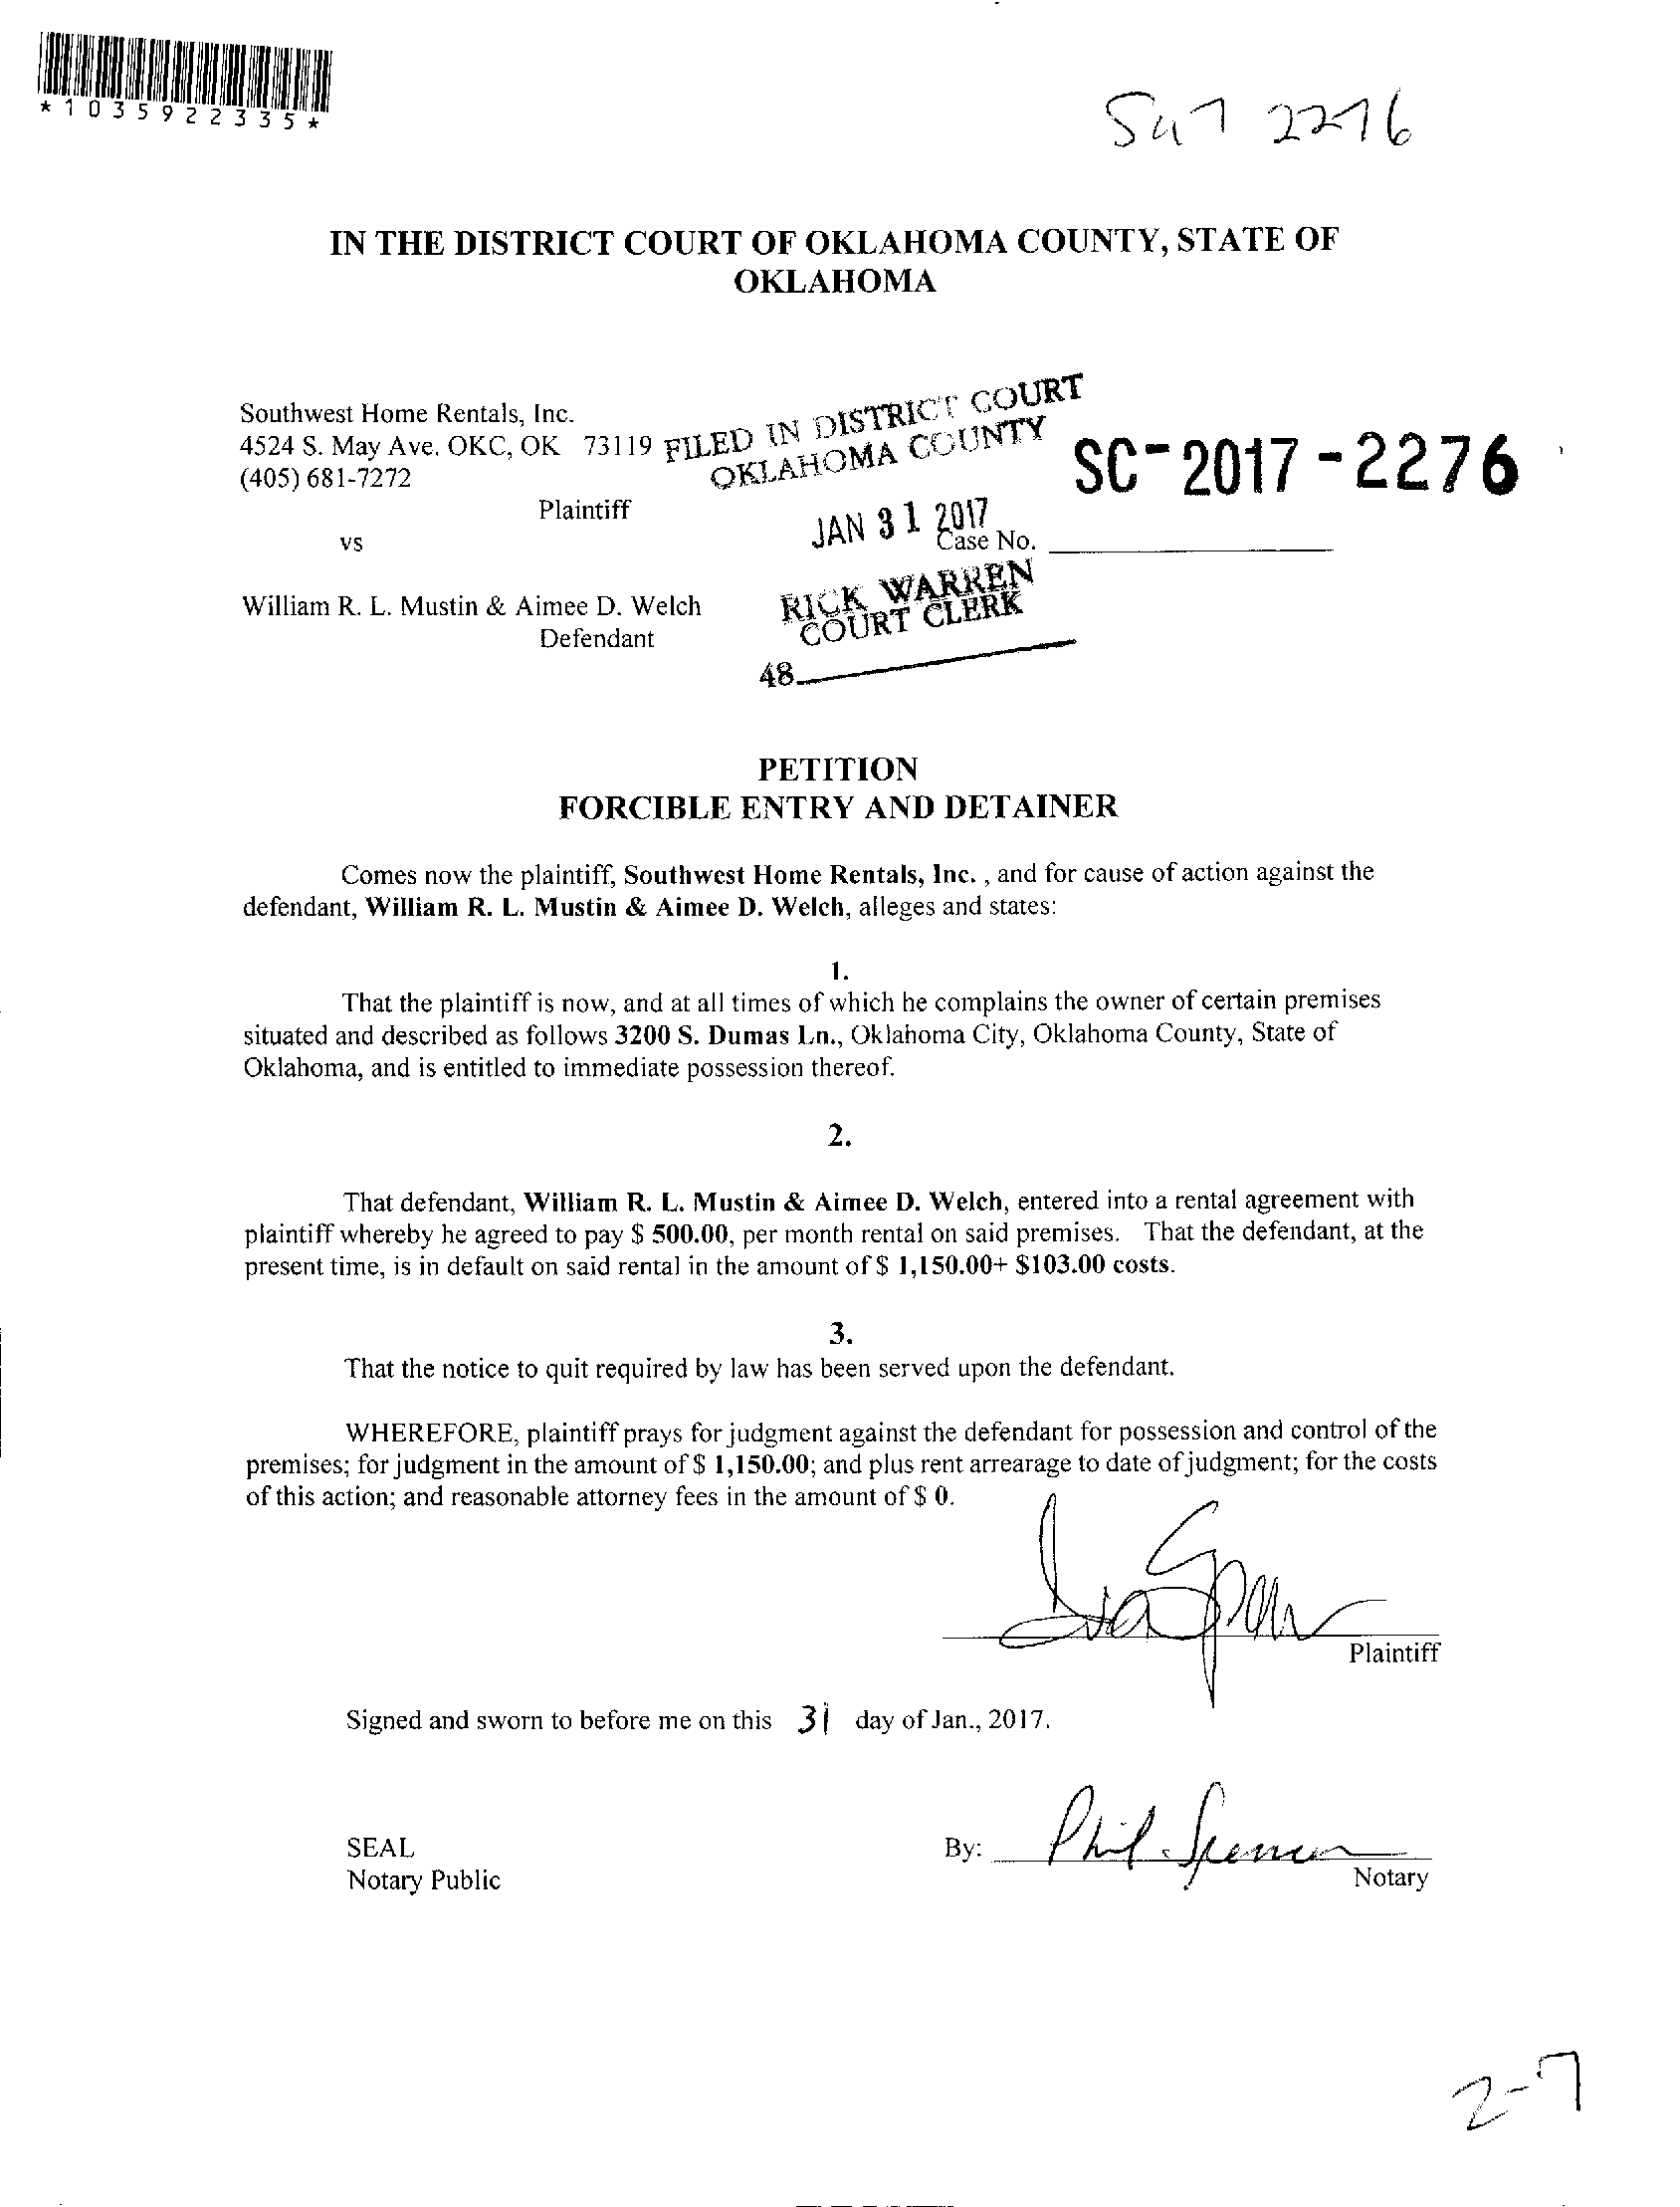 *1035922335*
2276
IN THE DISTRICT COURT OF OKLAHOMA COUNTY, STATE OF
OKLAHOMA
Southwest Home Rentals, Inc.
4524 S. May Ave. OKC, OK 73119
(405) 681-7272
Plaintiff
vs
William R. L. Mustin & Aimee D. Welch
Defendant
FILED IN DISTRICT COURT
OKLAHOMA COUNTY
JAN 31 2017
RICK WARREN
COURT CLERK
48
SC-2017-2276
Case No.
PETITION
FORCIBLE ENTRY AND DETAINER
Comes now the plaintiff, Southwest Home Rentals, Inc. , and for cause of action against the
defendant, William R. L. Mustin & Aimee D. Welch, alleges and states:
1.
That the plaintiff is now, and at all times of which he complains the owner of certain premises
situated and described as follows 3200 S. Dumas Ln., Oklahoma City, Oklahoma County, State of
Oklahoma, and is entitled to immediate possession thereof.
2.
That defendant, William R. L. Mustin & Aimee D. Welch, entered into a rental agreement with
plaintiff whereby he agreed to pay $ 500.00, per month rental on said premises. That the defendant, at the
present time, is in default on said rental in the amount of $ 1,150.00+ $103.00 costs.
3.
That the notice to quit required by law has been served upon the defendant.
WHEREFORE, plaintiff prays for judgment against the defendant for possession and control of the
premises; for judgment in the amount of $ 1,150.00; and plus rent arrearage to date of judgment; for the costs
of this action; and reasonable attorney fees in the amount of $ 0.
Plaintiff
Signed and sworn to before me on this 31 day of Jan., 2017.
SEAL
Notary Public
By: Phil Spencer
Notary
2-7